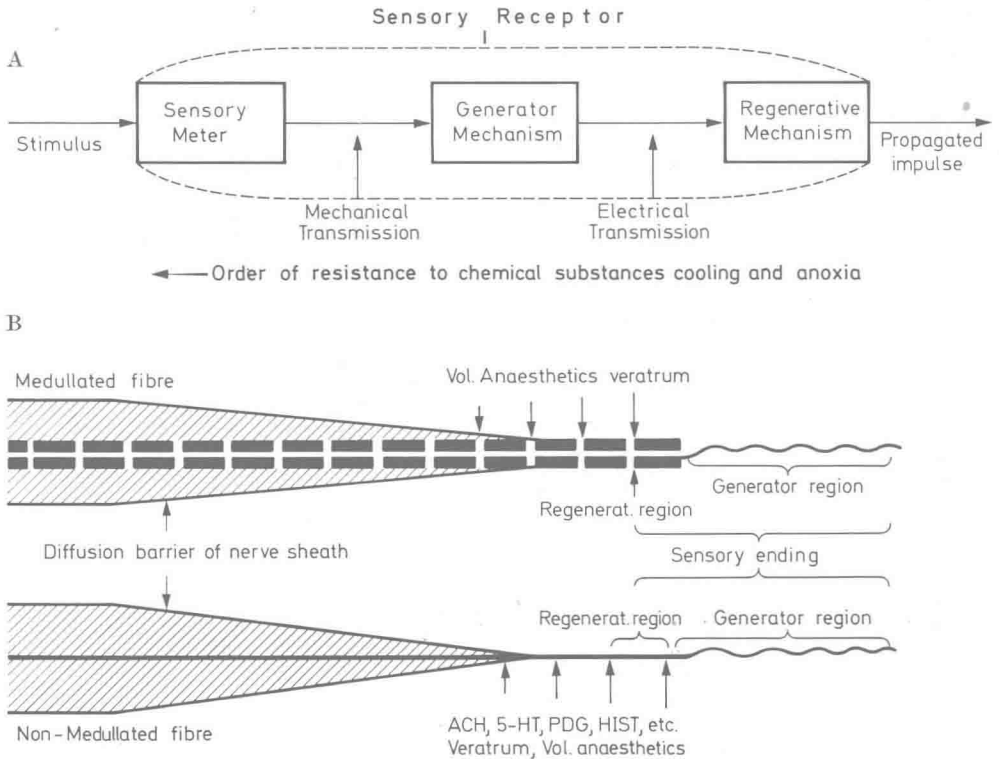 Sensory Receptor
A
Sensory
Meter
Generator
Mechanism
Regenerative
Mechanism
Stimulus
Propagated
impulse
Mechanical
Transmission
Electrical
Transmission
Order of resistance to chemical substances cooling and anoxia
B
Medullated fibre
Vol. Anaesthetics veratrum
Generator region
Regenerat. region
Diffusion barrier of nerve sheath
Sensory ending
Regenerat. region
Generator region
ACH, 5-HT, PDG, HIST, etc.
Veratrum, Vol. anaesthetics
Non-Medullated fibre